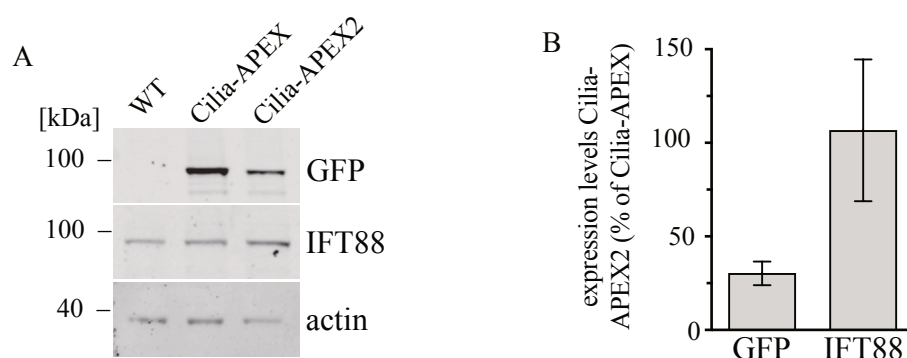 A
WT
Cilia-APEX
Cilia-APEX2
[kDa]
100
GFP
100
IFT88
40
actin
B
expression levels Cilia-
APEX2 (% of Cilia-APEX)
150
100
50
0
GFP
IFT88